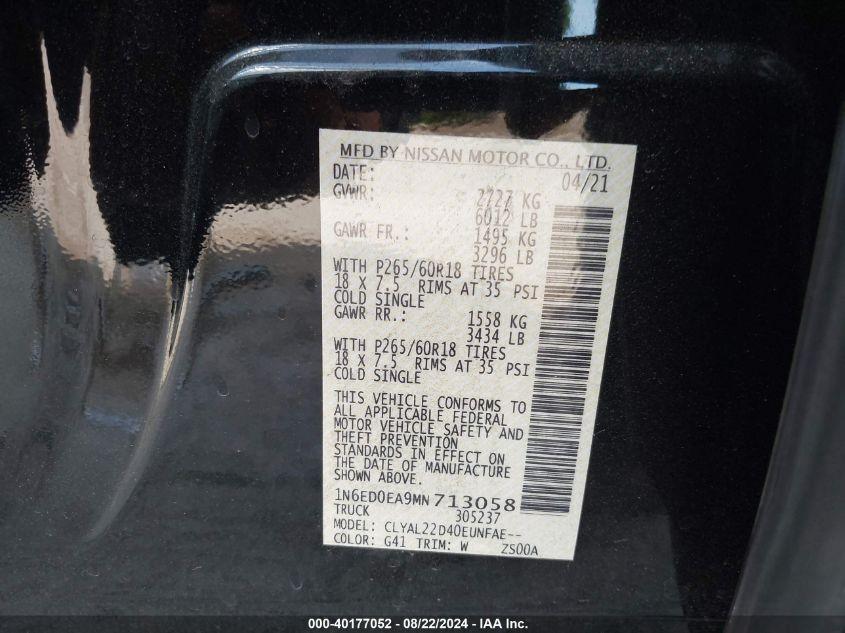 MFD BY NISSAN MOTOR CO., LTD.
DATE: 04/21
GVWR: 2727 KG
6012 LB
GAWR FR.: 1495 KG
3296 LB
WITH P265/60R18 TIRES
18 X 7.5 RIMS AT 35 PSI
COLD SINGLE
GAWR RR.: 1558 KG
3434 LB
WITH P265/60R18 TIRES
18 X 7.5 RIMS AT 35 PSI
COLD SINGLE
THIS VEHICLE CONFORMS TO
ALL APPLICABLE FEDERAL
MOTOR VEHICLE SAFETY AND
THEFT PREVENTION
STANDARDS IN EFFECT ON
THE DATE OF MANUFACTURE
SHOWN ABOVE.
1N6ED0EA9MN713058
TRUCK 305237
MODEL: CLYAL22D40EUNFAE--
COLOR: G41 TRIM: W ZS00A
000-40177052 - 08/22/2024 - IAA Inc.